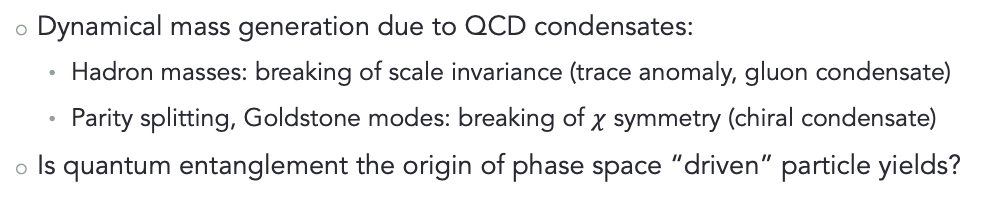 Dynamical mass generation due to QCD condensates:
Hadron masses: breaking of scale invariance (trace anomaly, gluon condensate)
Parity splitting, Goldstone modes: breaking of χ symmetry (chiral condensate)
Is quantum entanglement the origin of phase space “driven” particle yields?